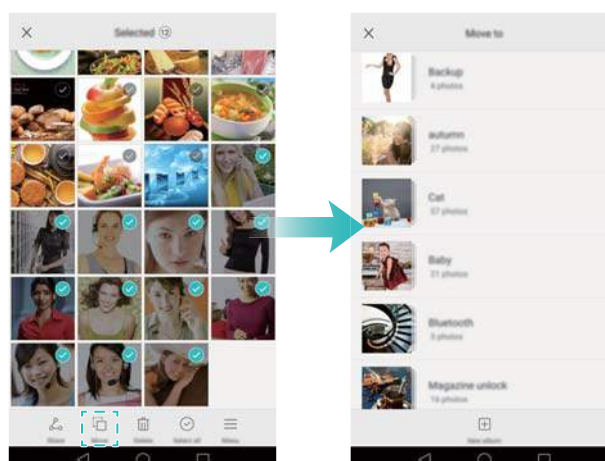 Selected 12
Share
Move
Delete
Select all
Menu
Move to
Backup
4 photos
autumn
27 photos
Cat
57 photos
Baby
21 photos
Bluetooth
3 photos
Magazine unlock
16 photos
New album